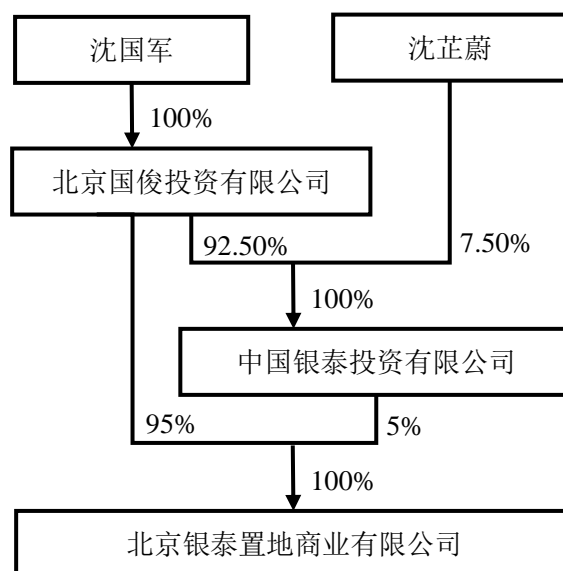 沈国军
沈芷蔚
100%
北京国俊投资有限公司
92.50%
7.50%
100%
中国银泰投资有限公司
95%
5%
100%
北京银泰置地商业有限公司